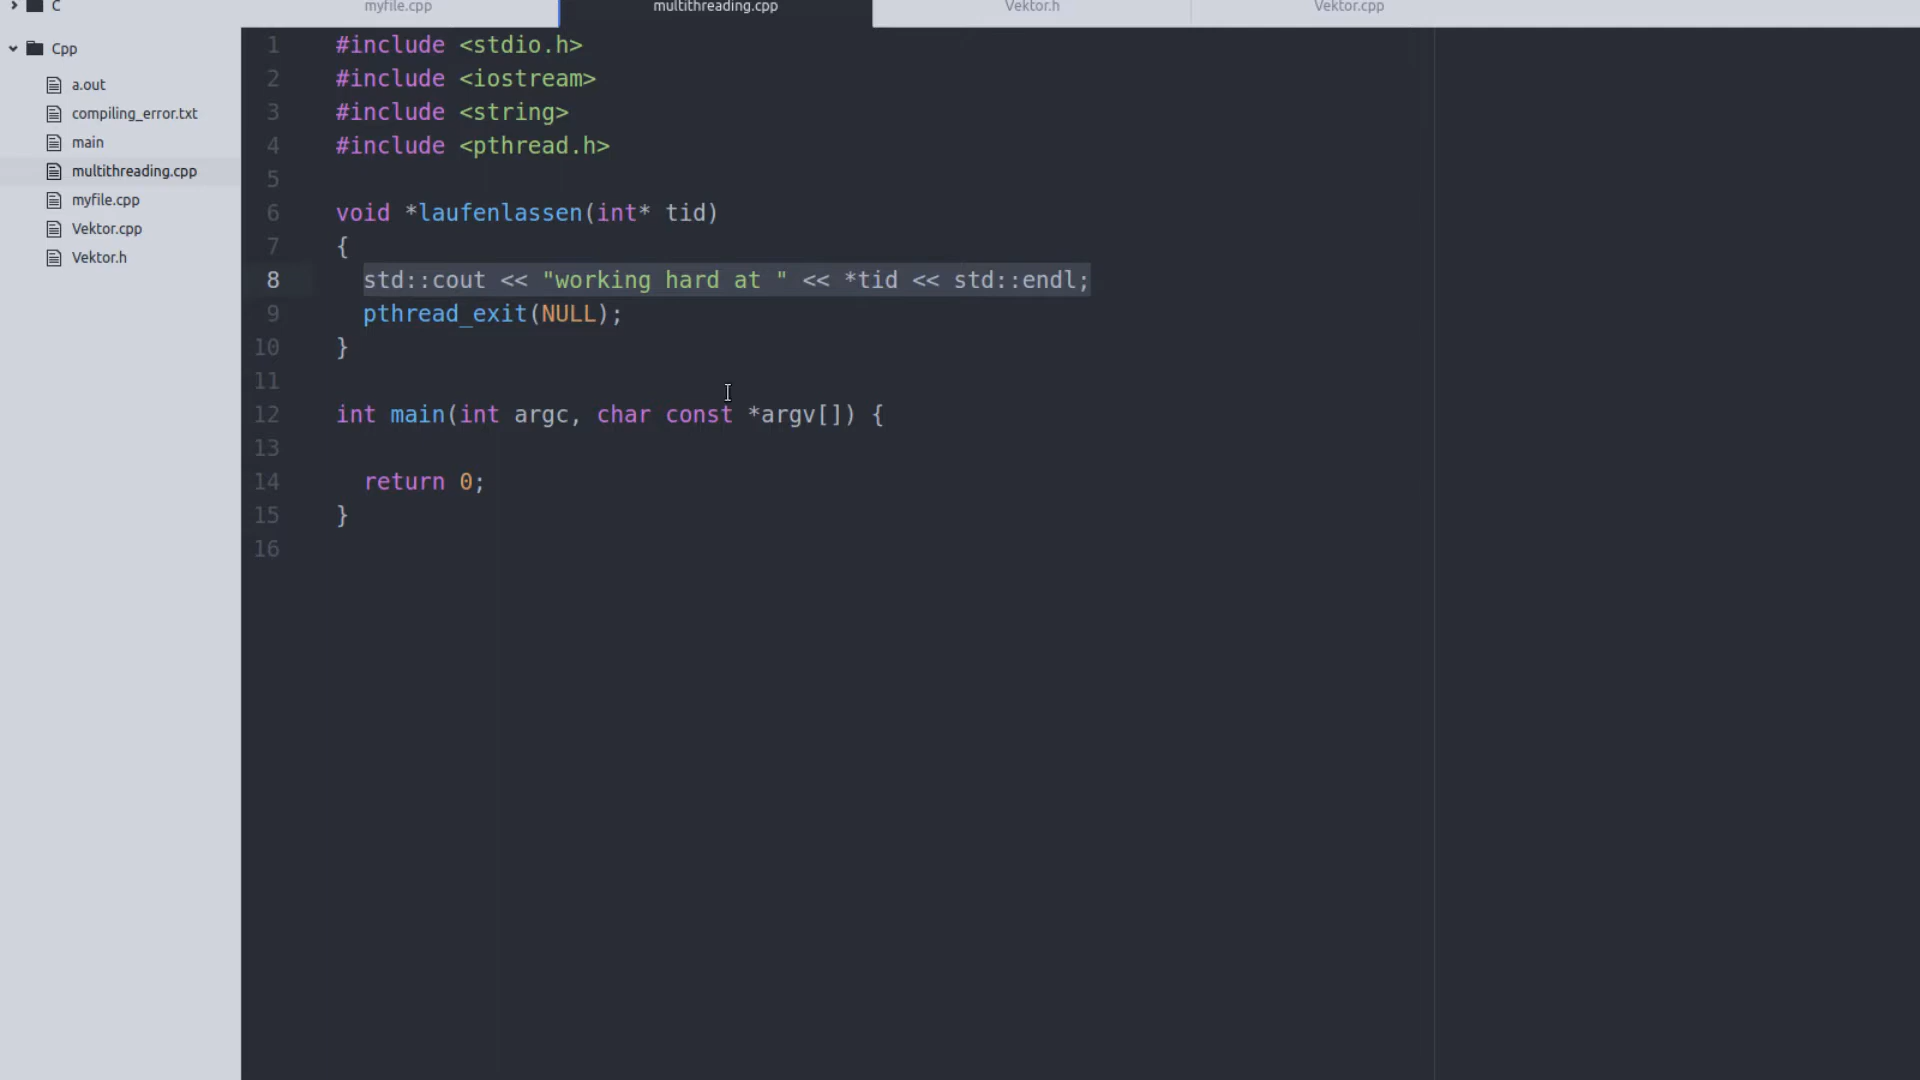 C
Cpp
a.out
compiling_error.txt
main
multithreading.cpp
myfile.cpp
Vektor.cpp
Vektor.h
myfile.cpp
multithreading.cpp
Vektor.h
Vektor.cpp
1 #include <stdio.h>
2 #include <iostream>
3 #include <string>
4 #include <pthread.h>
5
6 void *laufenlassen(int* tid)
7 {
8 std::cout << "working hard at " << *tid << std::endl;
9 pthread_exit(NULL);
10 }
11
12 int main(int argc, char const *argv[]) {
13
14 return 0;
15 }
16